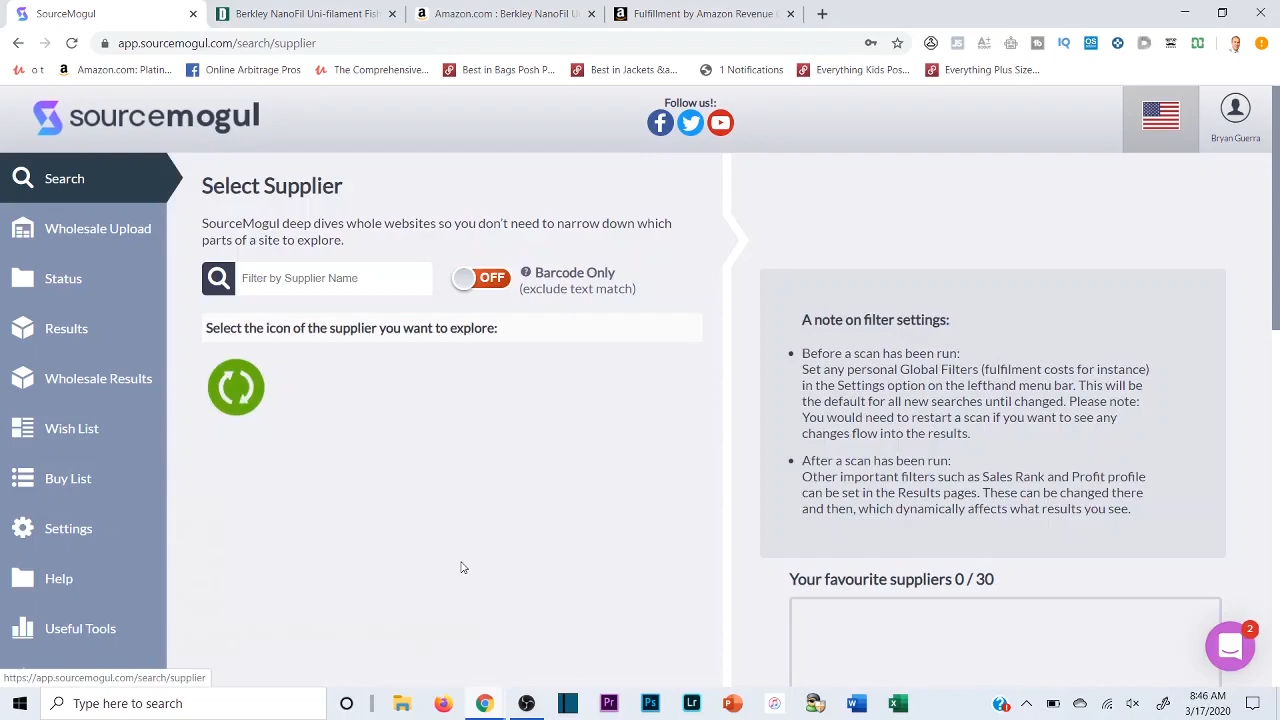 SourceMogul
Berkley NanoFil Uni-filament Fish
Amazon.com : Berkley NanoFil Un
Fulfillment by Amazon Revenue C
app.sourcemogul.com/search/supplier
o t
Amazon.com: Platin...
Online Arbitrage Pros
The Comprehensive...
Best in Bags Posh P...
Best in Jackets &a...
1 Notifications
Everything Kids Pos...
Everything Plus Size...
sourcemogul
Follow us!:
Bryan Guerra
Search
Wholesale Upload
Status
Results
Wholesale Results
Wish List
Buy List
Settings
Help
Useful Tools
Select Supplier
SourceMogul deep dives whole websites so you don't need to narrow down which
parts of a site to explore.
Filter by Supplier Name
OFF
Barcode Only
(exclude text match)
Select the icon of the supplier you want to explore:
A note on filter settings:
• Before a scan has been run:
Set any personal Global Filters (fulfilment costs for instance)
in the Settings option on the lefthand menu bar. This will be
the default for all new searches until changed. Please note:
You would need to restart a scan if you want to see any
changes flow into the results.
• After a scan has been run:
Other important filters such as Sales Rank and Profit profile
can be set in the Results pages. These can be changed there
and then, which dynamically affects what results you see.
Your favourite suppliers 0 / 30
2
https://app.sourcemogul.com/search/supplier
Type here to search
8:46 AM
3/17/2020